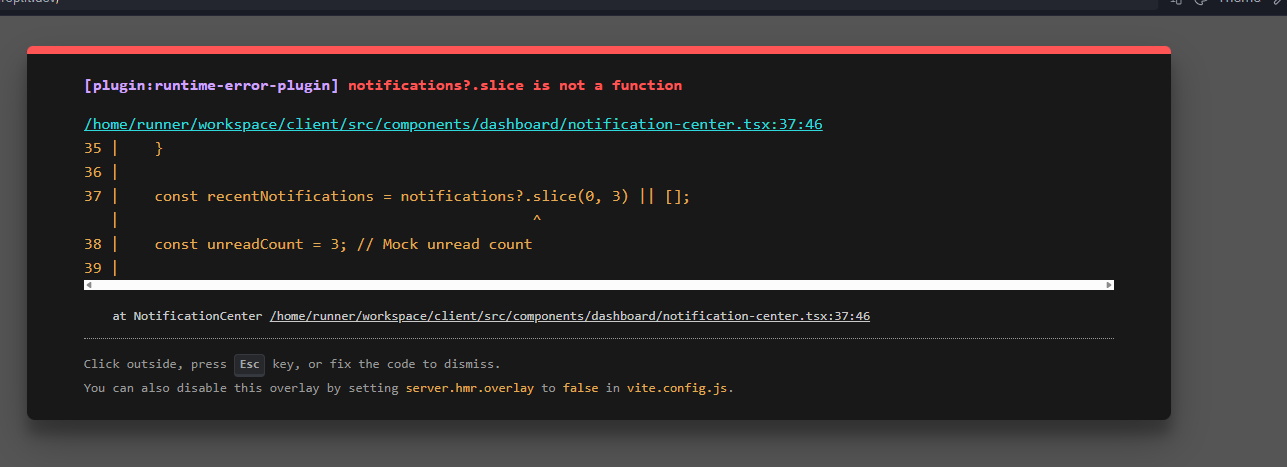 [plugin:runtime-error-plugin] notifications?.slice is not a function
/home/runner/workspace/client/src/components/dashboard/notification-center.tsx:37:46
35 |    }
36 |
37 |    const recentNotifications = notifications?.slice(0, 3) || [];
   |                                              ^
38 |    const unreadCount = 3; // Mock unread count
39 |
at NotificationCenter /home/runner/workspace/client/src/components/dashboard/notification-center.tsx:37:46
Click outside, press Esc key, or fix the code to dismiss.
You can also disable this overlay by setting server.hmr.overlay to false in vite.config.js.